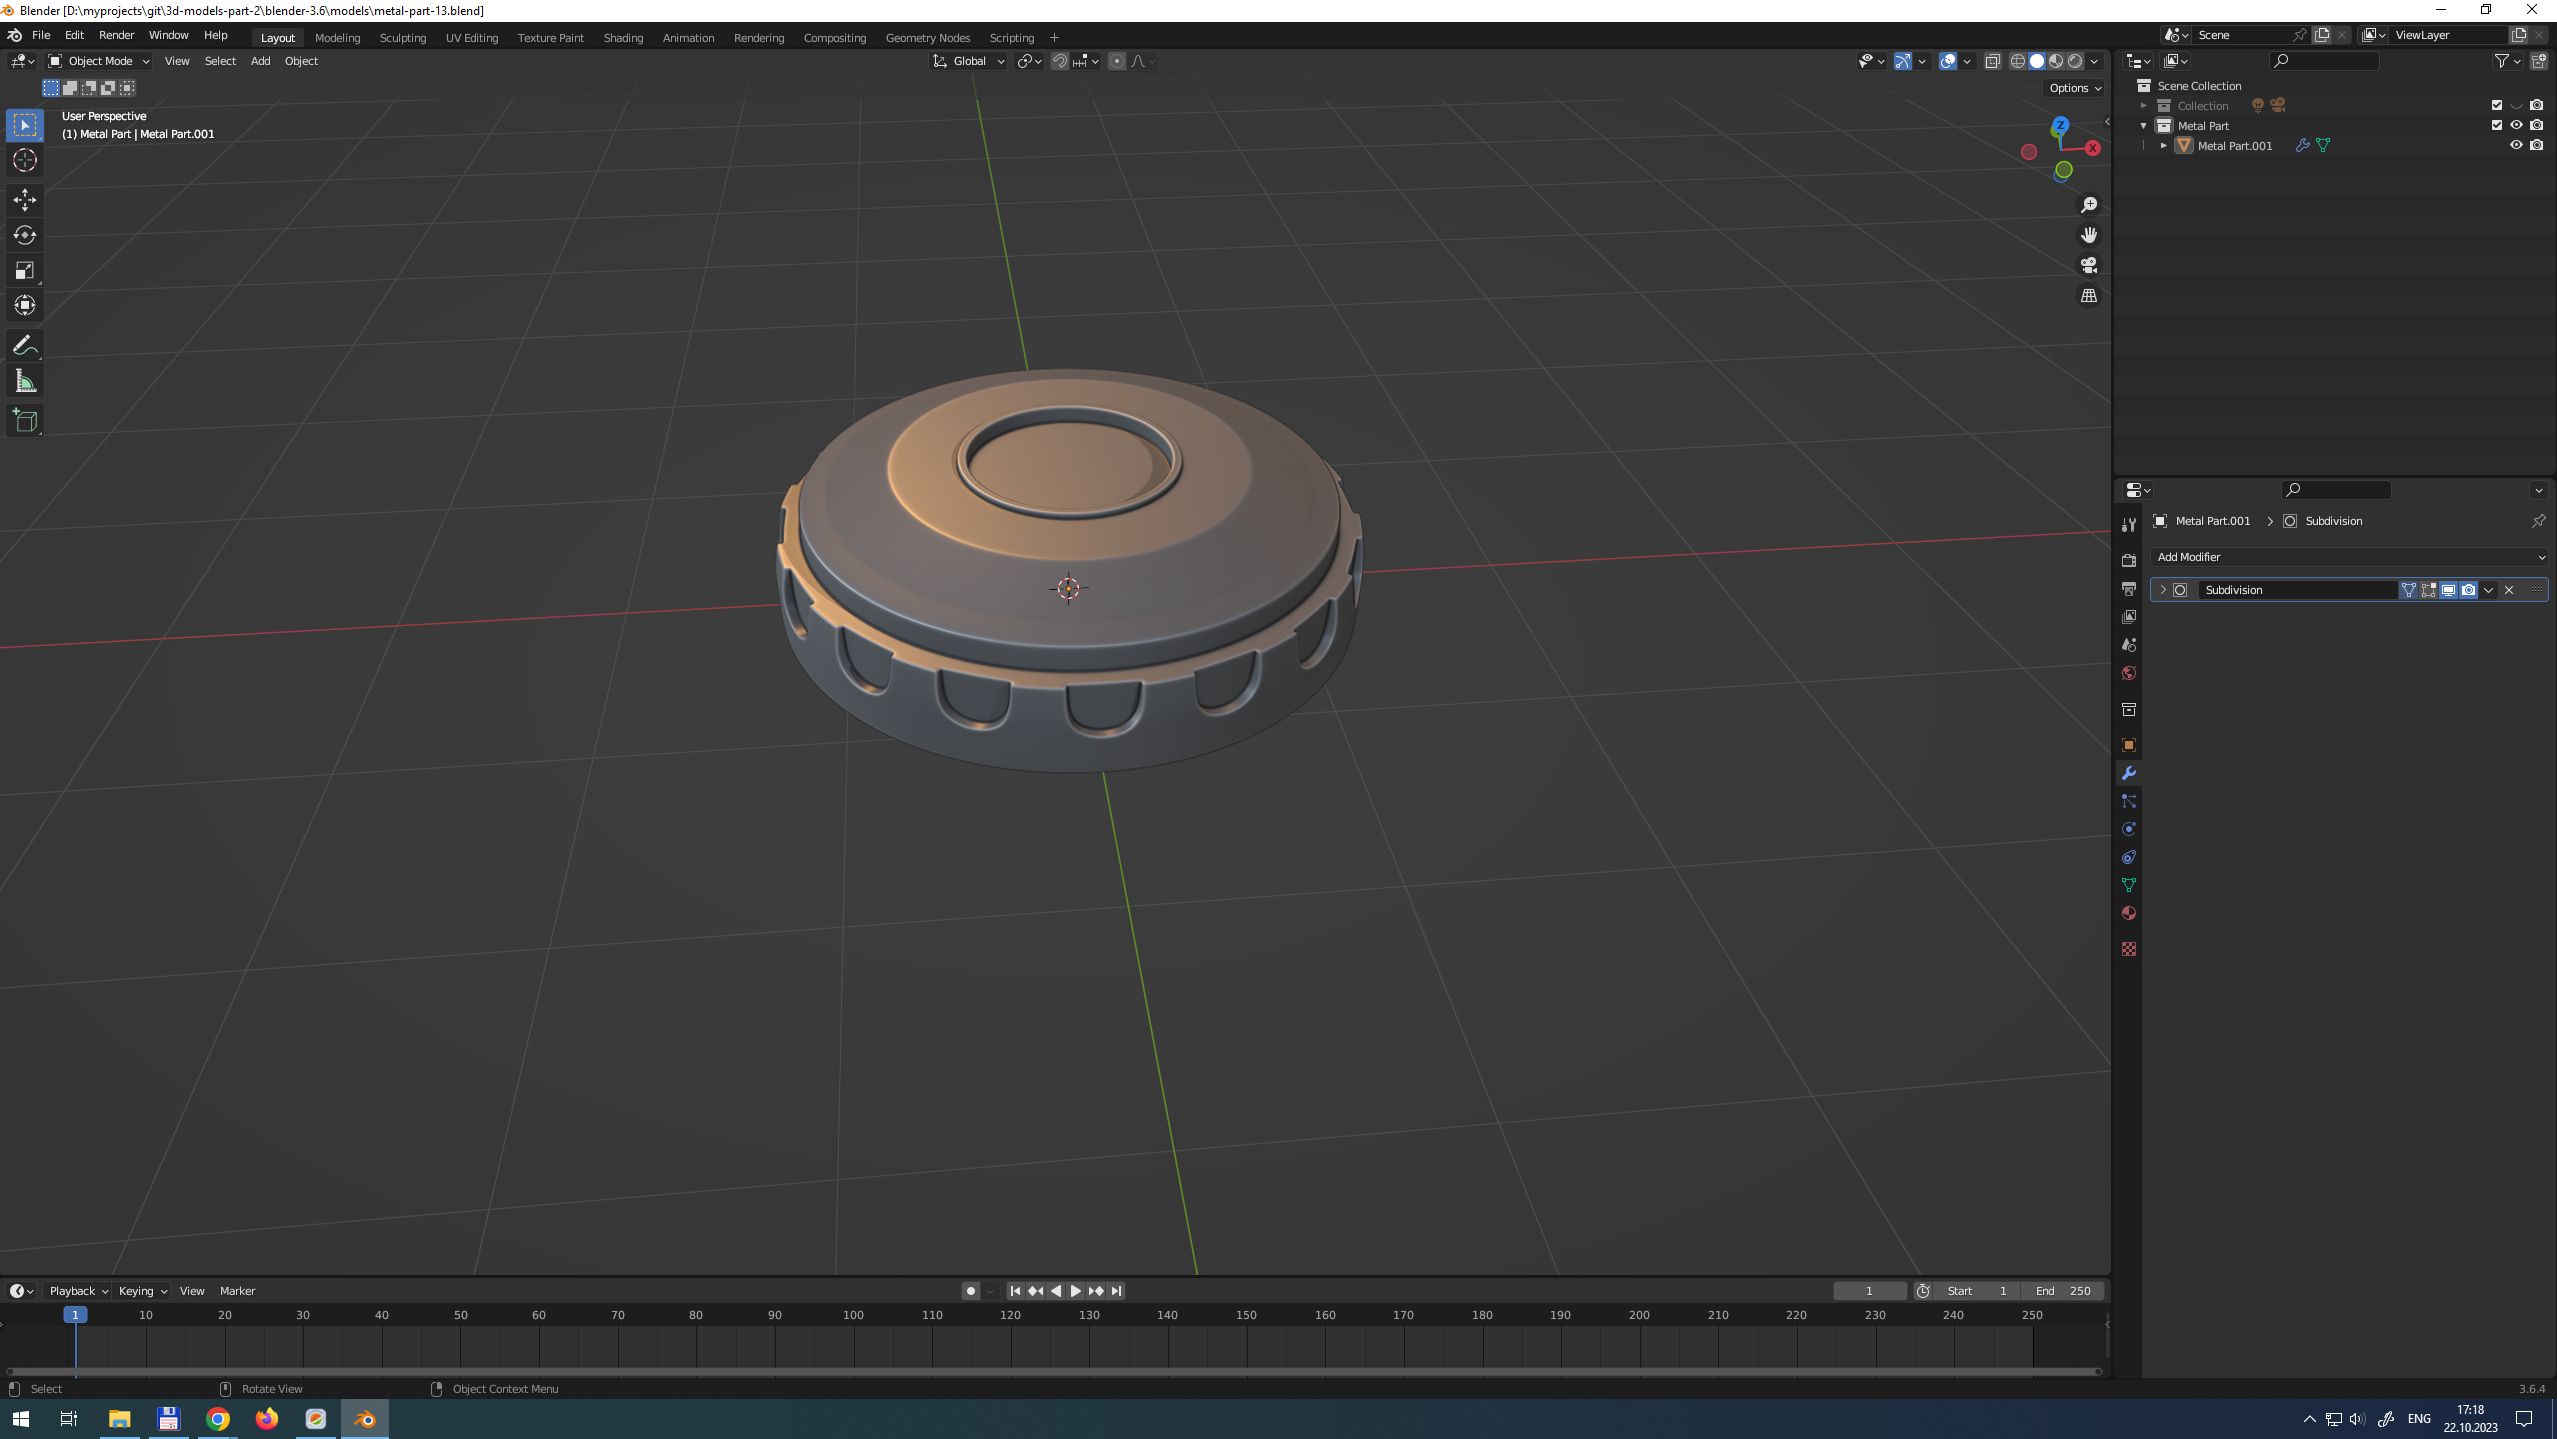 Blender [D:\myprojects\git\3d-models-part-2\blender-3.6\models\metal-part-13.blend]
File Edit Render Window Help Layout Modeling Sculpting UV Editing Texture Paint Shading Animation Rendering Compositing Geometry Nodes Scripting + Scene ViewLayer
Object Mode View Select Add Object Global
Options
User Perspective
(1) Metal Part | Metal Part.001
Z
X
Scene Collection
Collection
Metal Part
Metal Part.001
Metal Part.001 > Subdivision
Add Modifier
Subdivision
Playback Keying View Marker 1 Start 1 End 250
1 10 20 30 40 50 60 70 80 90 100 110 120 130 140 150 160 170 180 190 200 210 220 230 240 250
Select Rotate View Object Context Menu 3.6.4
ENG 17:18
22.10.2023